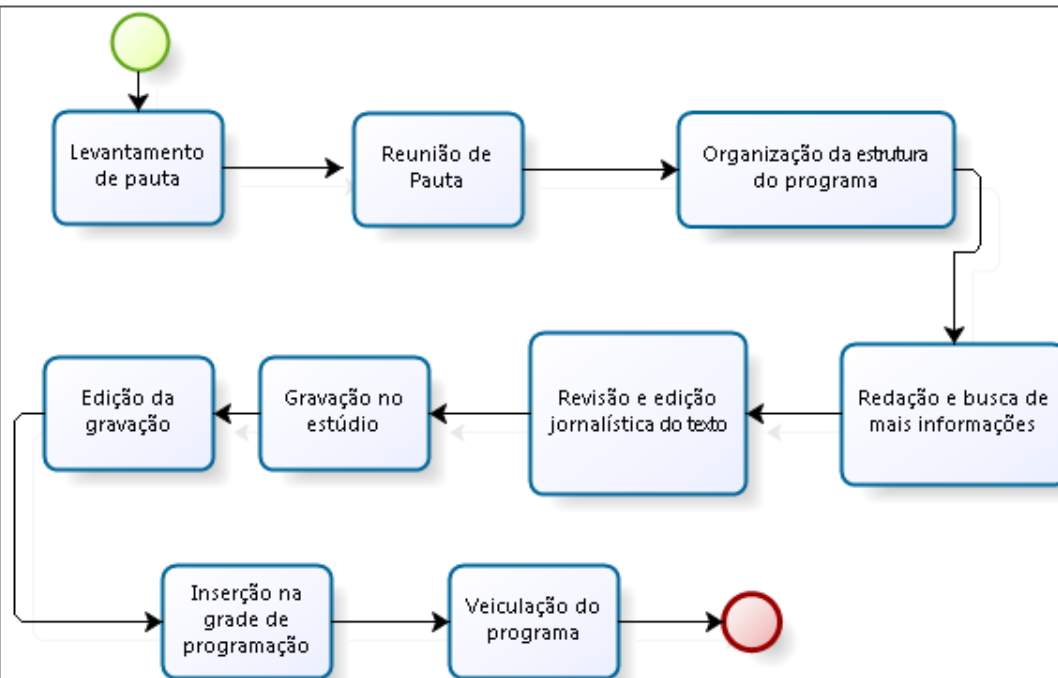 Levantamento
de pauta
Reunião de
Pauta
Organização da estrutura
do programa
Redação e busca de
mais informações
Revisão e edição
jornalística do texto
Gravação no
estúdio
Edição da
gravação
Inserção na
grade de
programação
Veiculação do
programa